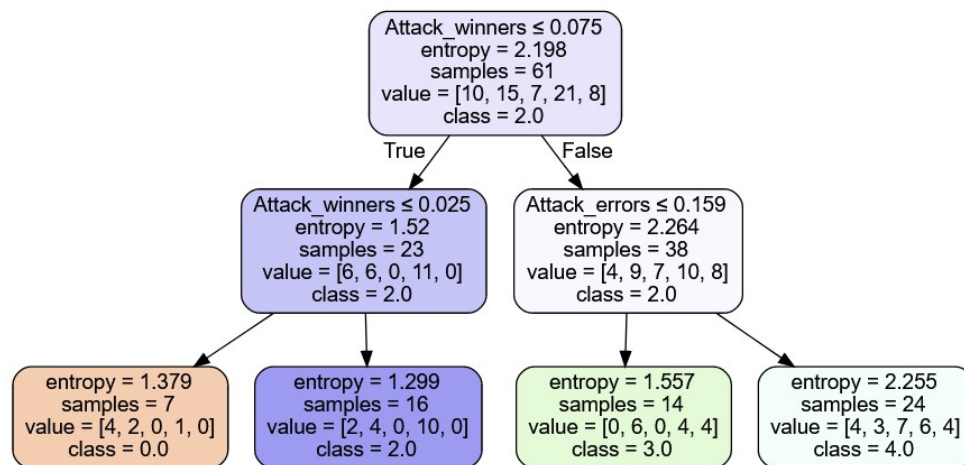 Attack_winners ≤ 0.075
entropy = 2.198
samples = 61
value = [10, 15, 7, 21, 8]
class = 2.0
True
False
Attack_winners ≤ 0.025
entropy = 1.52
samples = 23
value = [6, 6, 0, 11, 0]
class = 2.0
Attack_errors ≤ 0.159
entropy = 2.264
samples = 38
value = [4, 9, 7, 10, 8]
class = 2.0
entropy = 1.379
samples = 7
value = [4, 2, 0, 1, 0]
class = 0.0
entropy = 1.299
samples = 16
value = [2, 4, 0, 10, 0]
class = 2.0
entropy = 1.557
samples = 14
value = [0, 6, 0, 4, 4]
class = 3.0
entropy = 2.255
samples = 24
value = [4, 3, 7, 6, 4]
class = 4.0